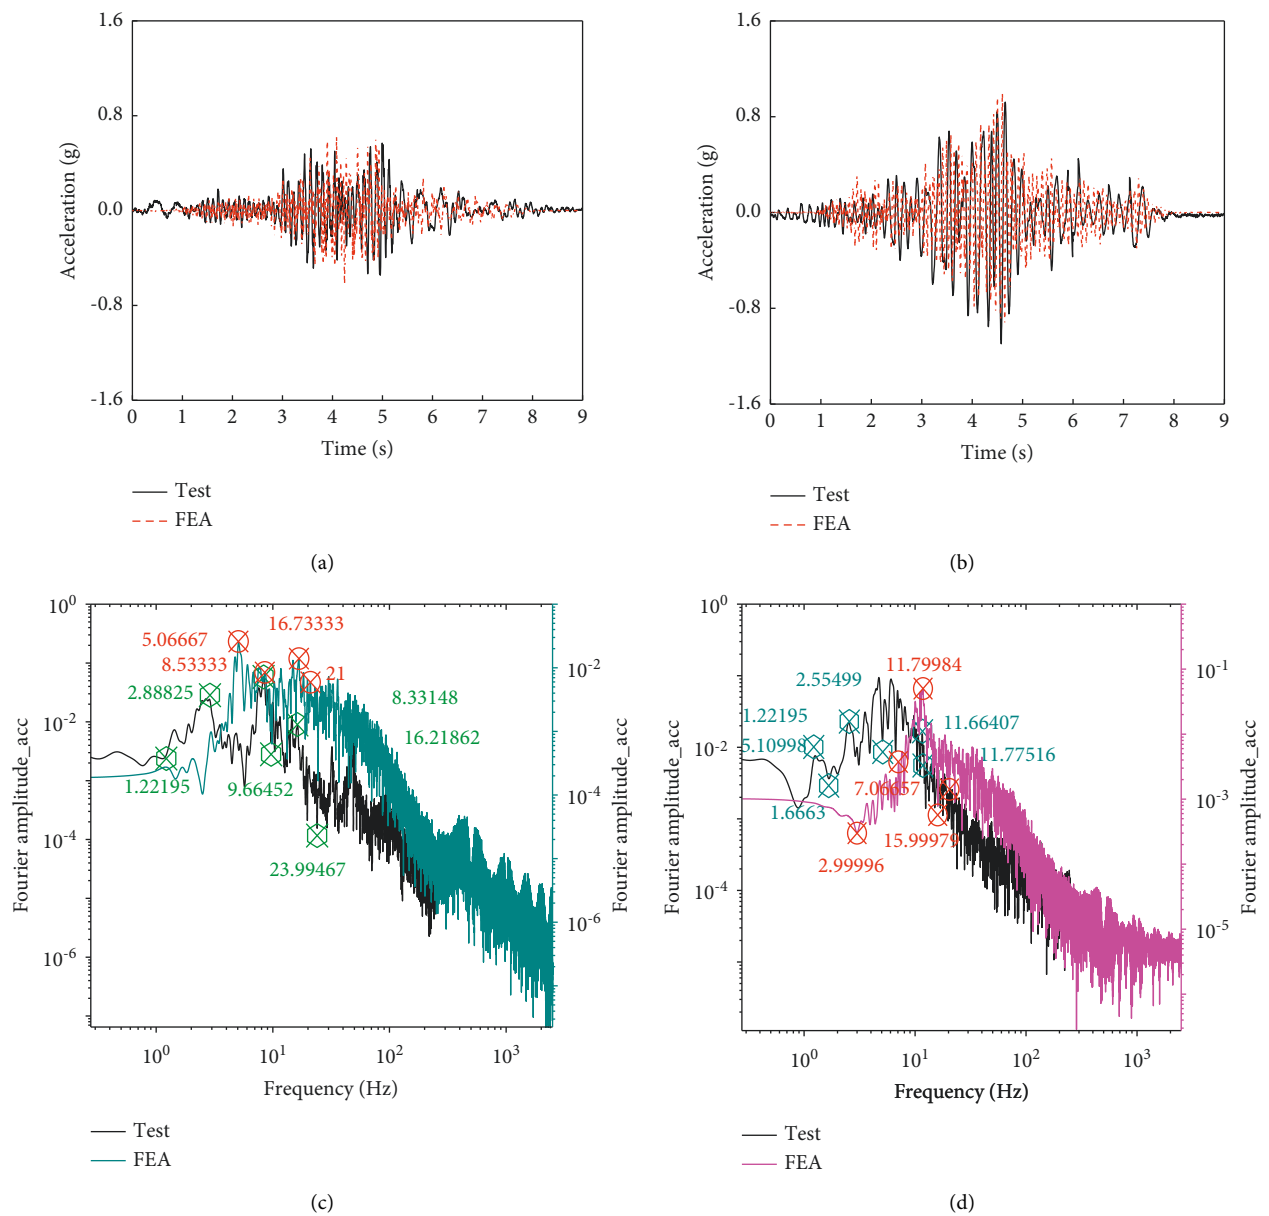 1.6
0.8
0.0
-0.8
-1.6
Acceleration (g)
0 1 2 3 4 5 6 7 8 9
Time (s)
Test
FEA
(a)
1.6
0.8
0.0
-0.8
-1.6
Acceleration (g)
0 1 2 3 4 5 6 7 8 9
Time (s)
Test
FEA
(b)
10^0
10^-2
10^-4
10^-6
Fourier amplitude_acc
10^-2
10^-4
10^-6
Fourier amplitude_acc
5.06667
16.73333
8.53333
21
2.88825
8.33148
16.21862
1.22195
9.66452
23.99467
10^0 10^1 10^2 10^3
Frequency (Hz)
Test
FEA
(c)
10^0
10^-2
10^-4
Fourier amplitude_acc
10^-1
10^-3
10^-5
Fourier amplitude_acc
11.79984
2.55499
1.22195
11.66407
5.10998
11.77516
7.06657
1.6663
15.99979
2.99996
10^0 10^1 10^2 10^3
Frequency (Hz)
Test
FEA
(d)